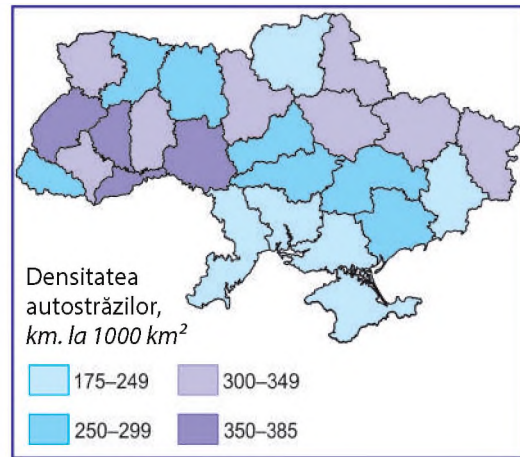 Densitatea
autostrăzilor,
km. la 1000 km²
175–249
300–349
250–299
350–385